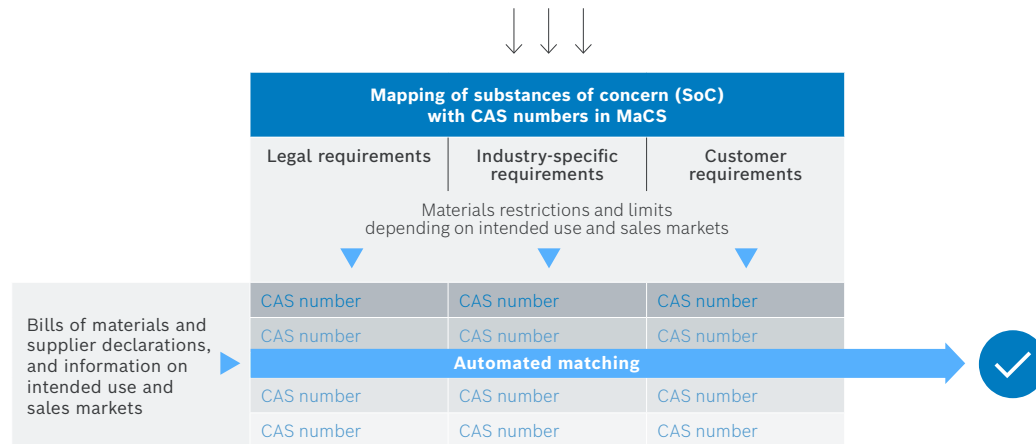 Mapping of substances of concern (SoC)
with CAS numbers in MaCS
Legal requirements
Industry-specific
requirements
Customer
requirements
Materials restrictions and limits
depending on intended use and sales markets
CAS number CAS number CAS number
Bills of materials and
supplier declarations,
and information on
intended use and
sales markets
CAS number CAS number CAS number
Automated matching
CAS number CAS number CAS number
CAS number CAS number CAS number